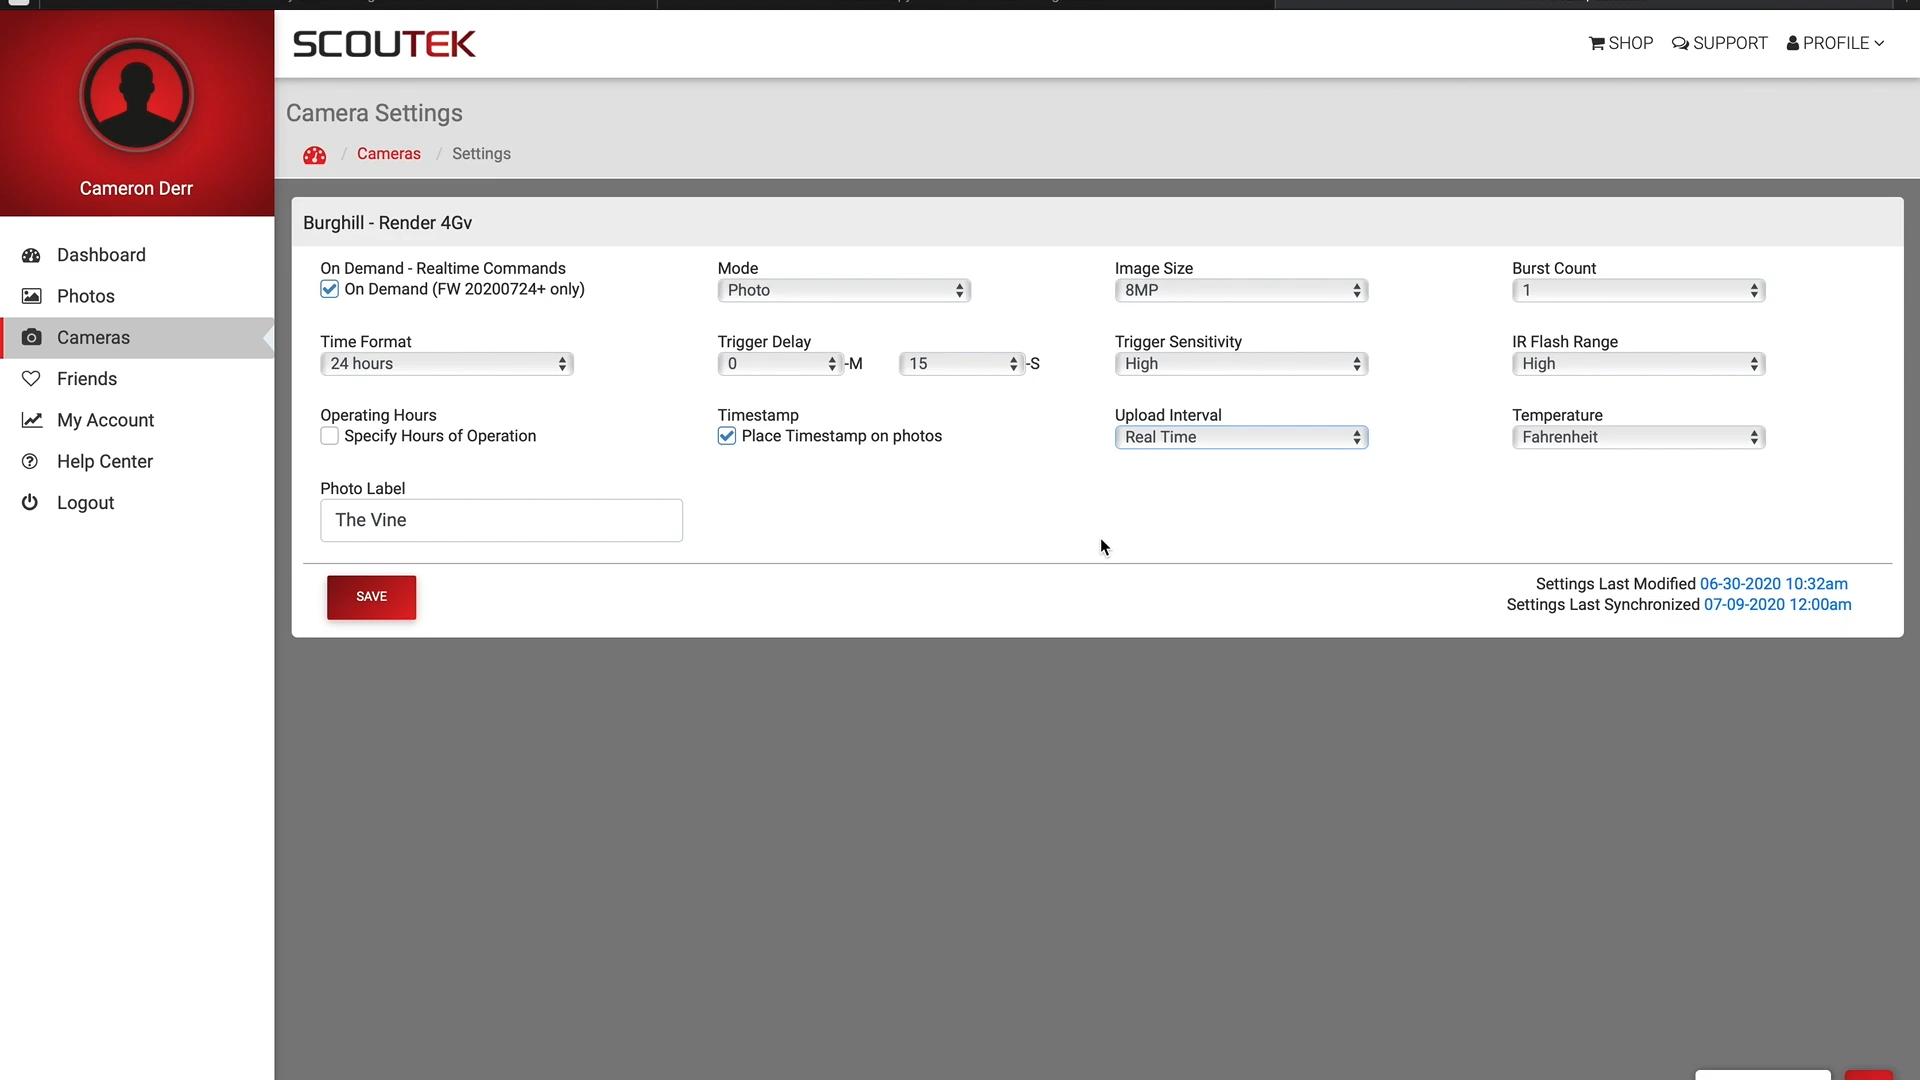 SCOUTEK
SHOP
SUPPORT
PROFILE
Camera Settings
/ Cameras / Settings
Cameron Derr
Dashboard
Photos
Cameras
Friends
My Account
Help Center
Logout
Burghill - Render 4Gv
On Demand - Realtime Commands
On Demand (FW 20200724+ only)
Mode
Photo
Image Size
8MP
Burst Count
1
Time Format
24 hours
Trigger Delay
0 -M 15 -S
Trigger Sensitivity
High
IR Flash Range
High
Operating Hours
Specify Hours of Operation
Timestamp
Place Timestamp on photos
Upload Interval
Real Time
Temperature
Fahrenheit
Photo Label
The Vine
SAVE
Settings Last Modified 06-30-2020 10:32am
Settings Last Synchronized 07-09-2020 12:00am